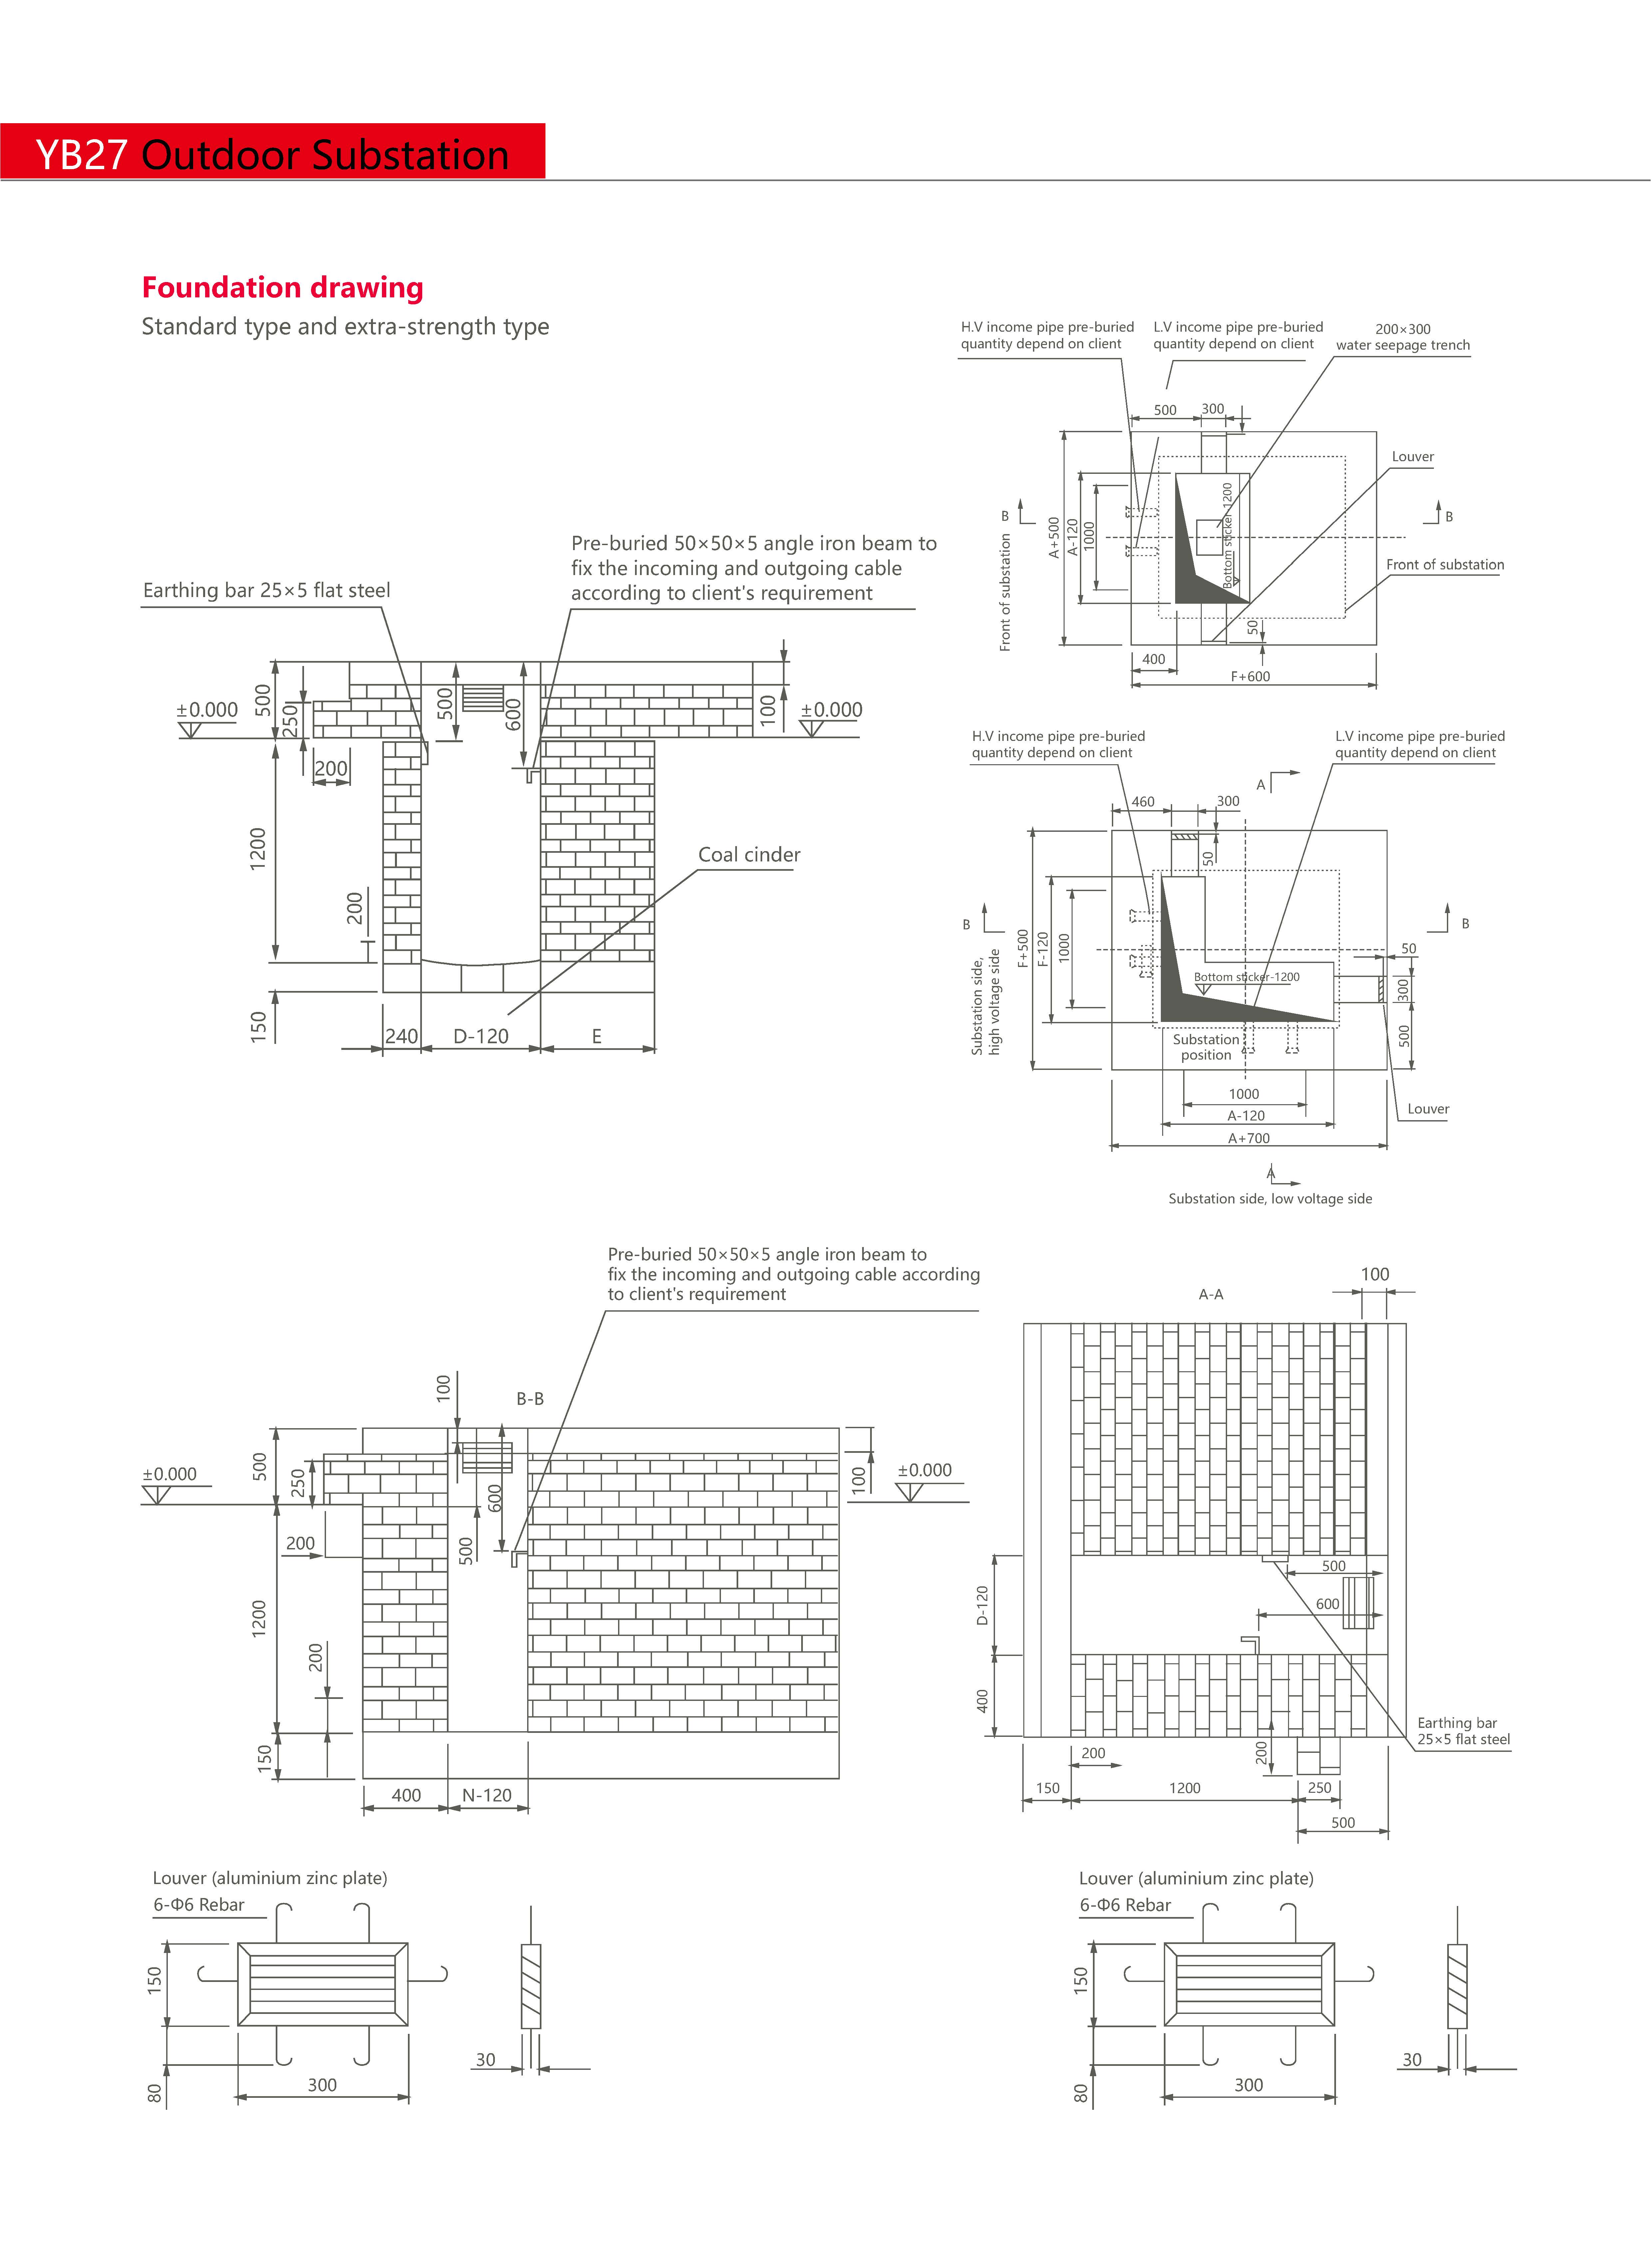 YB27 Outdoor Substation
Foundation drawing
Standard type and extra-strength type
H.V income pipe pre-buried
quantity depend on client
L.V income pipe pre-buried
quantity depend on client
200×300
water seepage trench
500
300
Louver
B
B
A+500
A-120
1000
Bottom sticker-1200
Front of substation
Front of substation
50
400
F+600
Pre-buried 50×50×5 angle iron beam to
fix the incoming and outgoing cable
according to client's requirement
Earthing bar 25×5 flat steel
±0.000
500
250
200
500
600
100
±0.000
1200
200
Coal cinder
150
240
D-120
E
H.V income pipe pre-buried
quantity depend on client
L.V income pipe pre-buried
quantity depend on client
A
460
300
50
B
B
F+500
F-120
1000
Substation side,
high voltage side
50
Bottom sticker-1200
300
500
Substation
position
1000
A-120
A+700
Louver
A
Substation side, low voltage side
Pre-buried 50×50×5 angle iron beam to
fix the incoming and outgoing cable according
to client's requirement
B-B
100
±0.000
500
250
200
600
500
100
±0.000
1200
200
150
400
N-120
A-A
100
500
600
D-120
400
200
200
150
1200
250
500
Earthing bar
25×5 flat steel
Louver (aluminium zinc plate)
6-Φ6 Rebar
150
80
300
30
Louver (aluminium zinc plate)
6-Φ6 Rebar
150
80
300
30